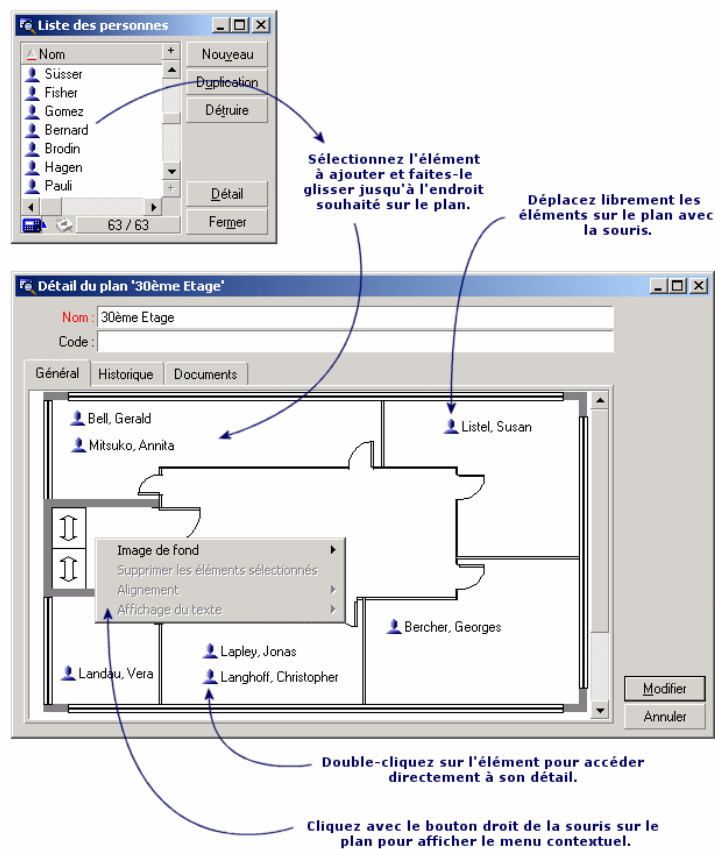 Liste des personnes
Nom +
Süsser
Fisher
Gomez
Bernard
Brodin
Hagen
Pauli
+
63 / 63
Nouveau
Duplication
Détruire
Détail
Fermer
Sélectionnez l'élément
à ajouter et faites-le
glisser jusqu'à l'endroit
souhaité sur le plan.
Déplacez librement les
éléments sur le plan avec
la souris.
Détail du plan '30ème Etage'
Nom : 30ème Etage
Code :
Général Historique Documents
Bell, Gerald
Mitsuko, Annita
Listel, Susan
Image de fond
Supprimer les éléments sélectionnés
Alignement
Affichage du texte
Bercher, Georges
Lapley, Jonas
Landau, Vera
Langhoff, Christopher
Modifier
Annuler
Double-cliquez sur l'élément pour accéder
directement à son détail.
Cliquez avec le bouton droit de la souris sur le
plan pour afficher le menu contextuel.